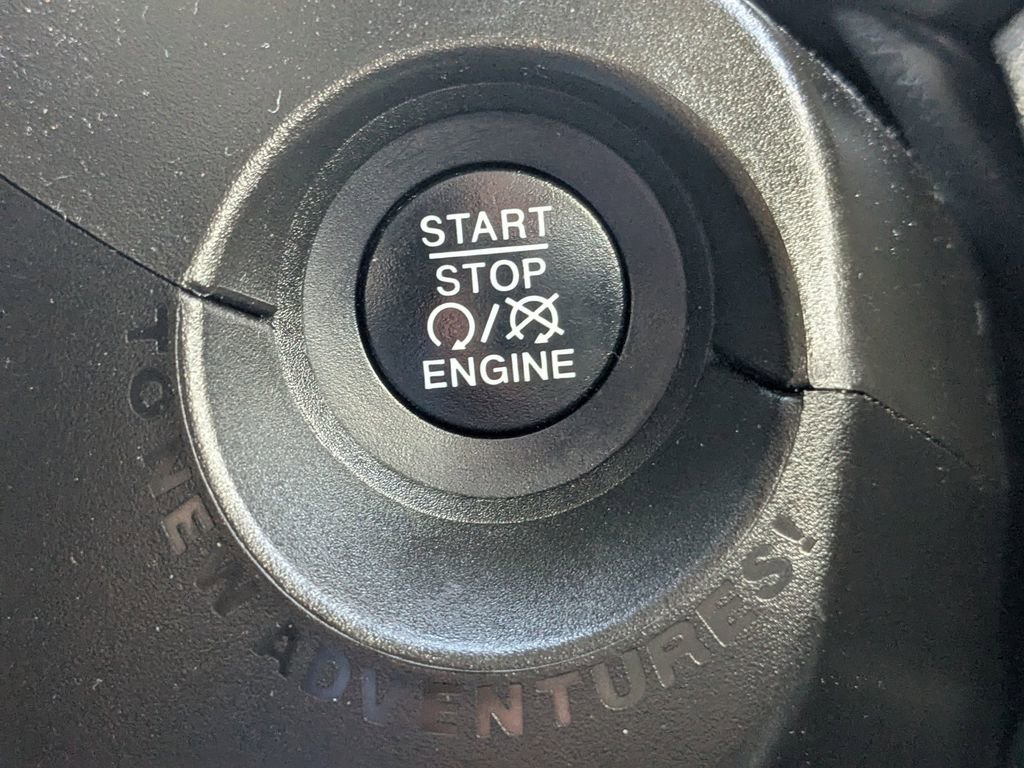 START
STOP
/
ENGINE
TO NEW ADVENTURES!